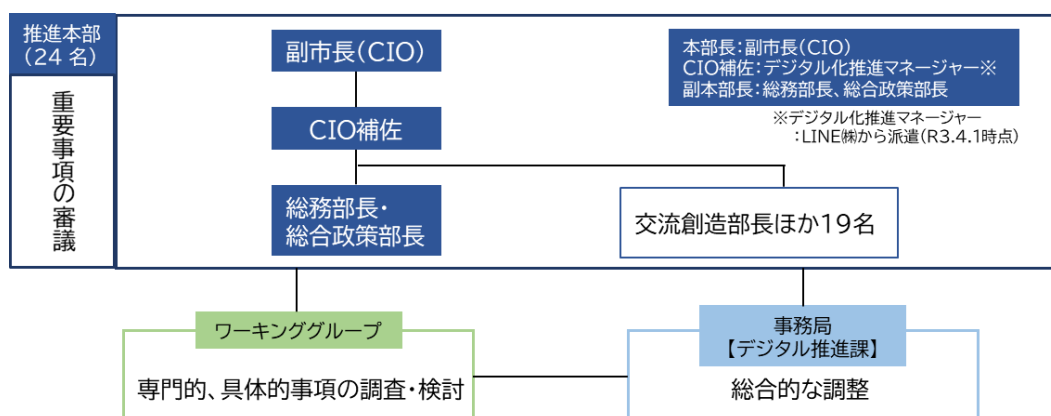 推進本部
(24 名)
重要事項の審議
副市長(CIO)
CIO補佐
総務部長・
総合政策部長
本部長:副市長(CIO)
CIO補佐:デジタル化推進マネージャー※
副本部長:総務部長、総合政策部長
※デジタル化推進マネージャー
:LINE㈱から派遣(R3.4.1時点)
交流創造部長ほか19名
ワーキンググループ
専門的、具体的事項の調査・検討
事務局
【デジタル推進課】
総合的な調整